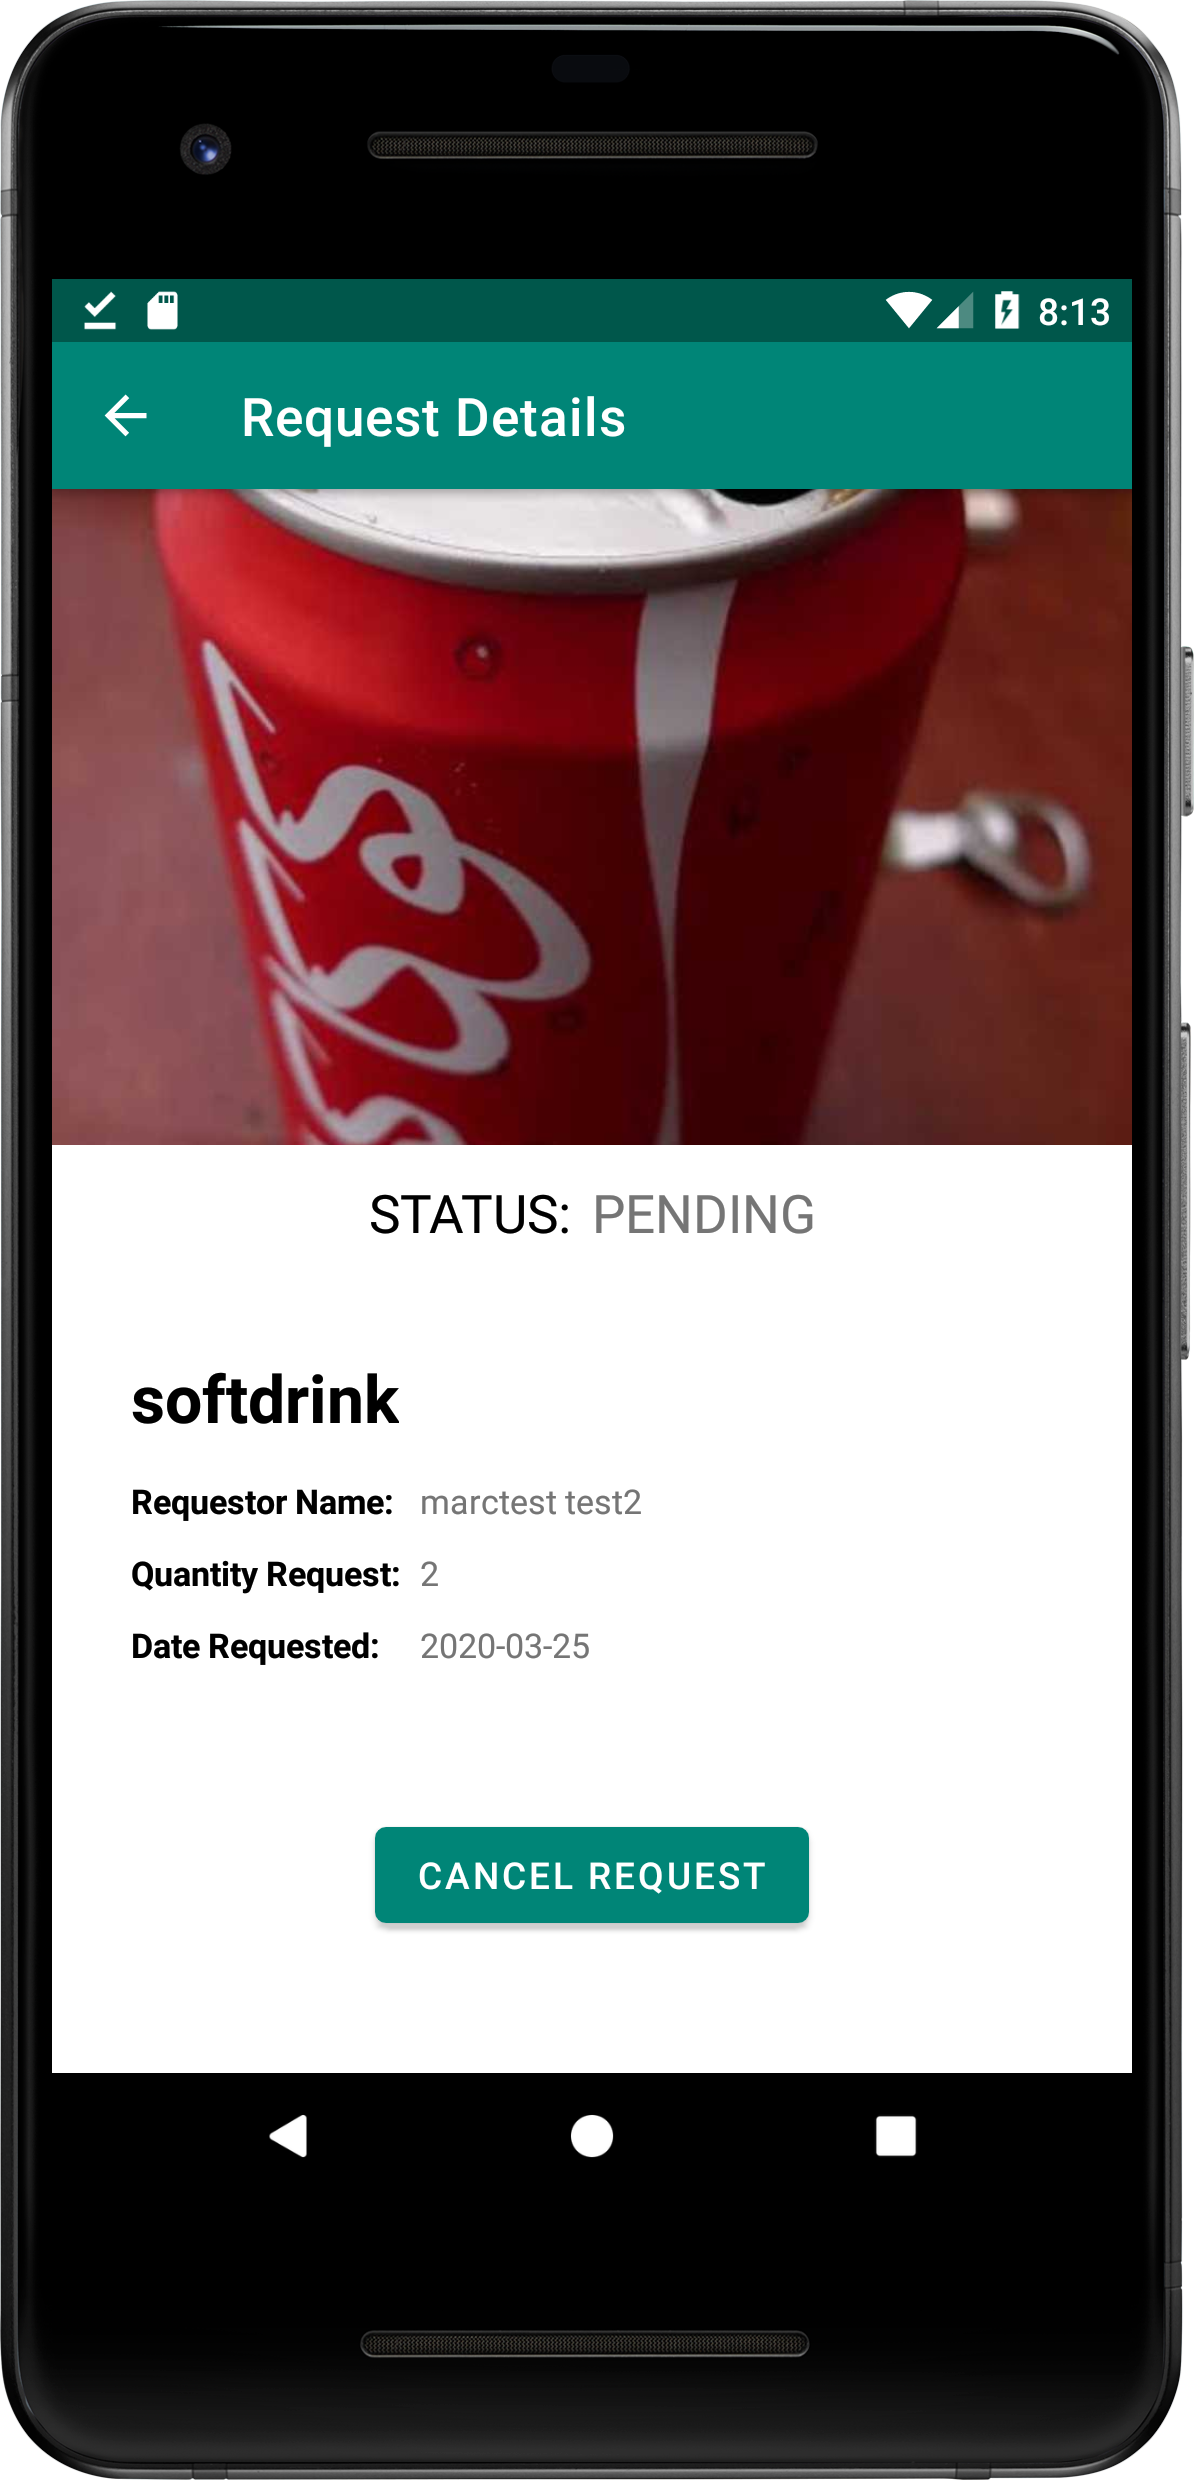 8:13
Request Details
STATUS: PENDING
softdrink
Requestor Name: marctest test2
Quantity Request: 2
Date Requested: 2020-03-25
CANCEL REQUEST